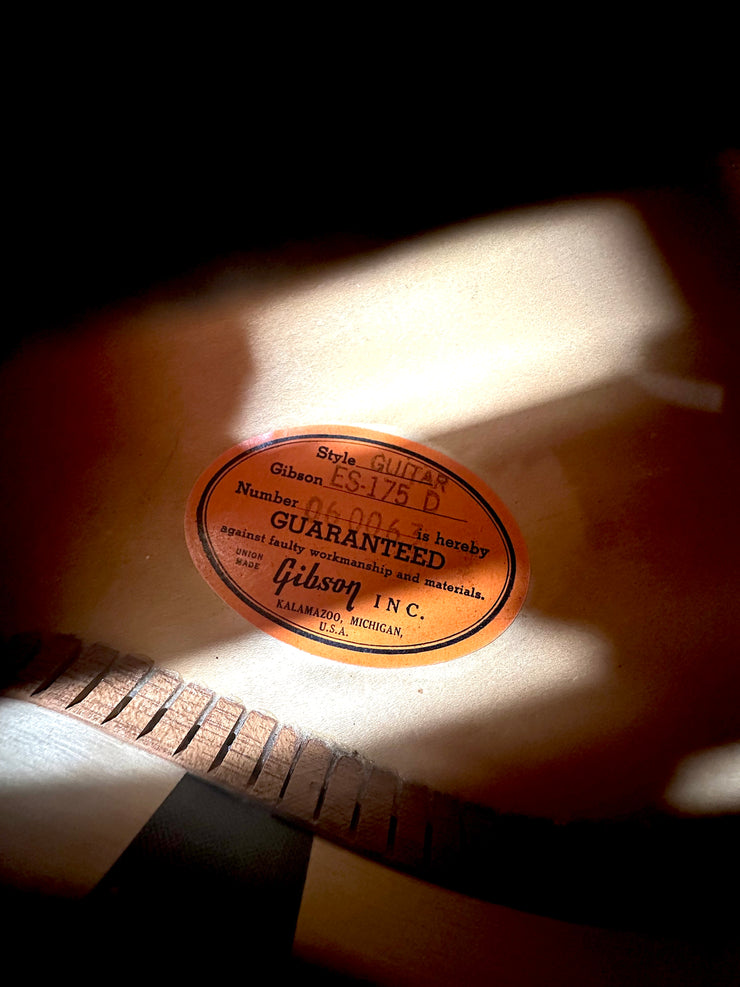 Style GUITAR
Gibson ES-175 D
Number is hereby
GUARANTEED
against faulty workmanship and materials.
UNION
MADE
Gibson INC.
KALAMAZOO, MICHIGAN,
U.S.A.